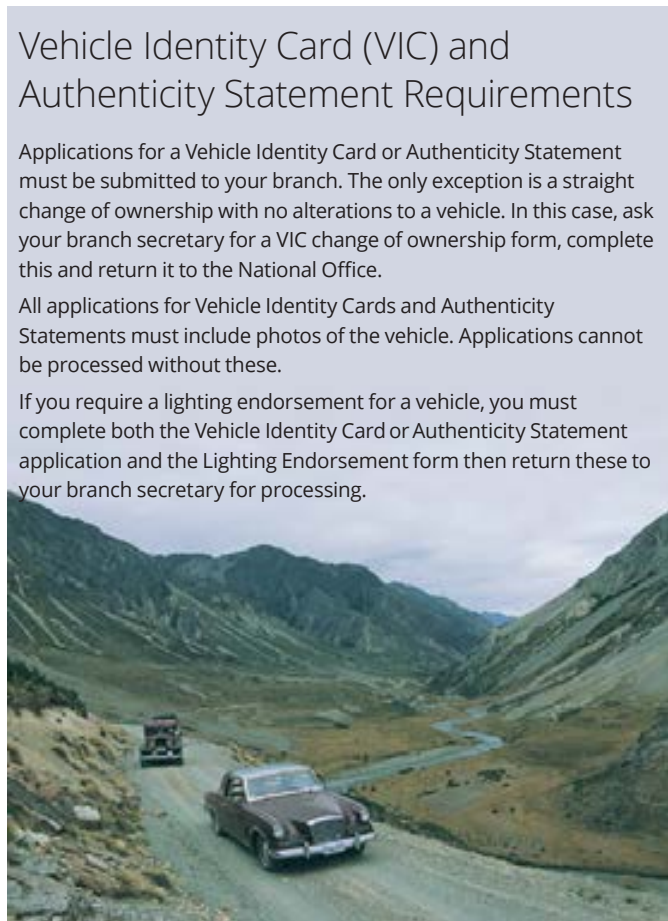 Vehicle Identity Card (VIC) and
Authenticity Statement Requirements
Applications for a Vehicle Identity Card or Authenticity Statement
must be submitted to your branch. The only exception is a straight
change of ownership with no alterations to a vehicle. In this case, ask
your branch secretary for a VIC change of ownership form, complete
this and return it to the National Office.
All applications for Vehicle Identity Cards and Authenticity
Statements must include photos of the vehicle. Applications cannot
be processed without these.
If you require a lighting endorsement for a vehicle, you must
complete both the Vehicle Identity Card or Authenticity Statement
application and the Lighting Endorsement form then return these to
your branch secretary for processing.